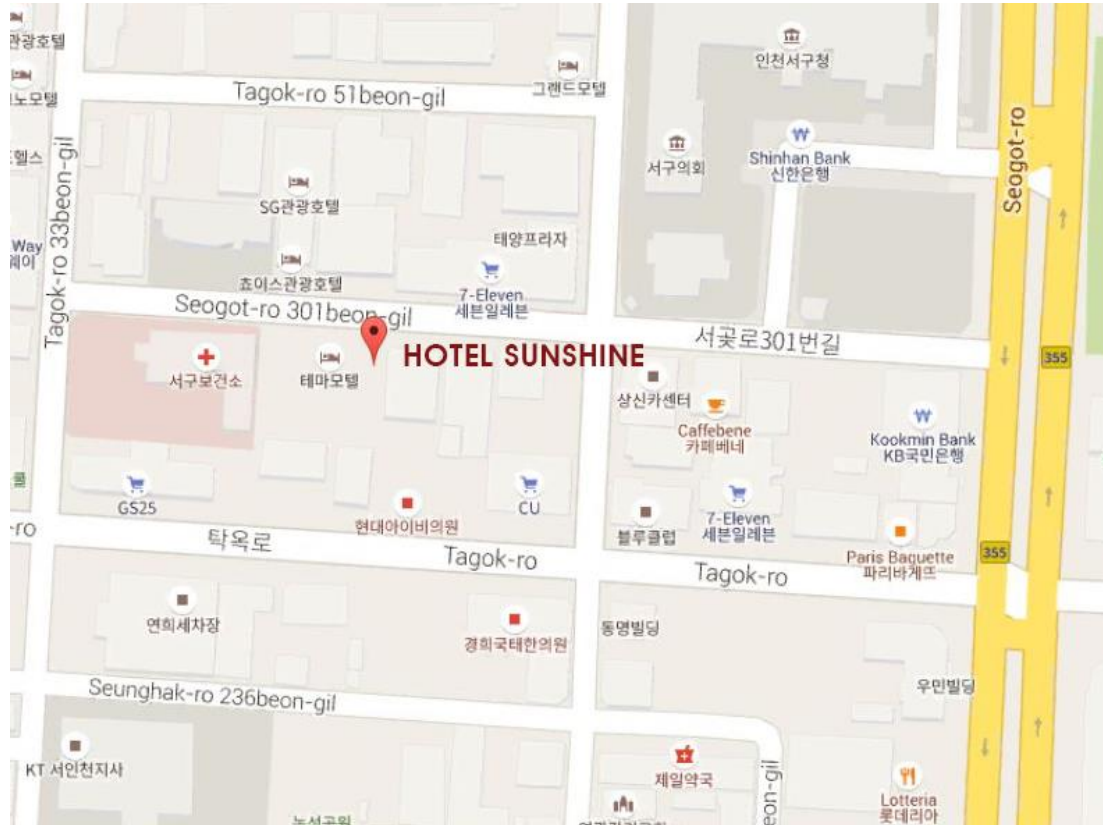 관광호텔
인천서구청
노모텔
Tagok-ro 51beon-gil
그랜드모텔
Seogot-ro
헬스
Tagok-ro 33beon-gil
서구의회
Shinhan Bank
신한은행
SG관광호텔
Way
웨이
태양프라자
쵸이스관광호텔
7-Eleven
세븐일레븐
Seogot-ro 301beon-gil
서곶로301번길
HOTEL SUNSHINE
355
서구보건소
테마모텔
상신카센터
Caffebene
카페베네
Kookmin Bank
KB국민은행
GS25
현대아이비의원
CU
블루클럽
7-Eleven
세븐일레븐
-ro
탁옥로
Tagok-ro
Tagok-ro
Paris Baguette
파리바게뜨
355
연희세차장
경희국태한의원
동명빌딩
Seunghak-ro 236beon-gil
우민빌딩
KT 서인천지사
제일약국
eon-gil
Lotteria
롯데리아